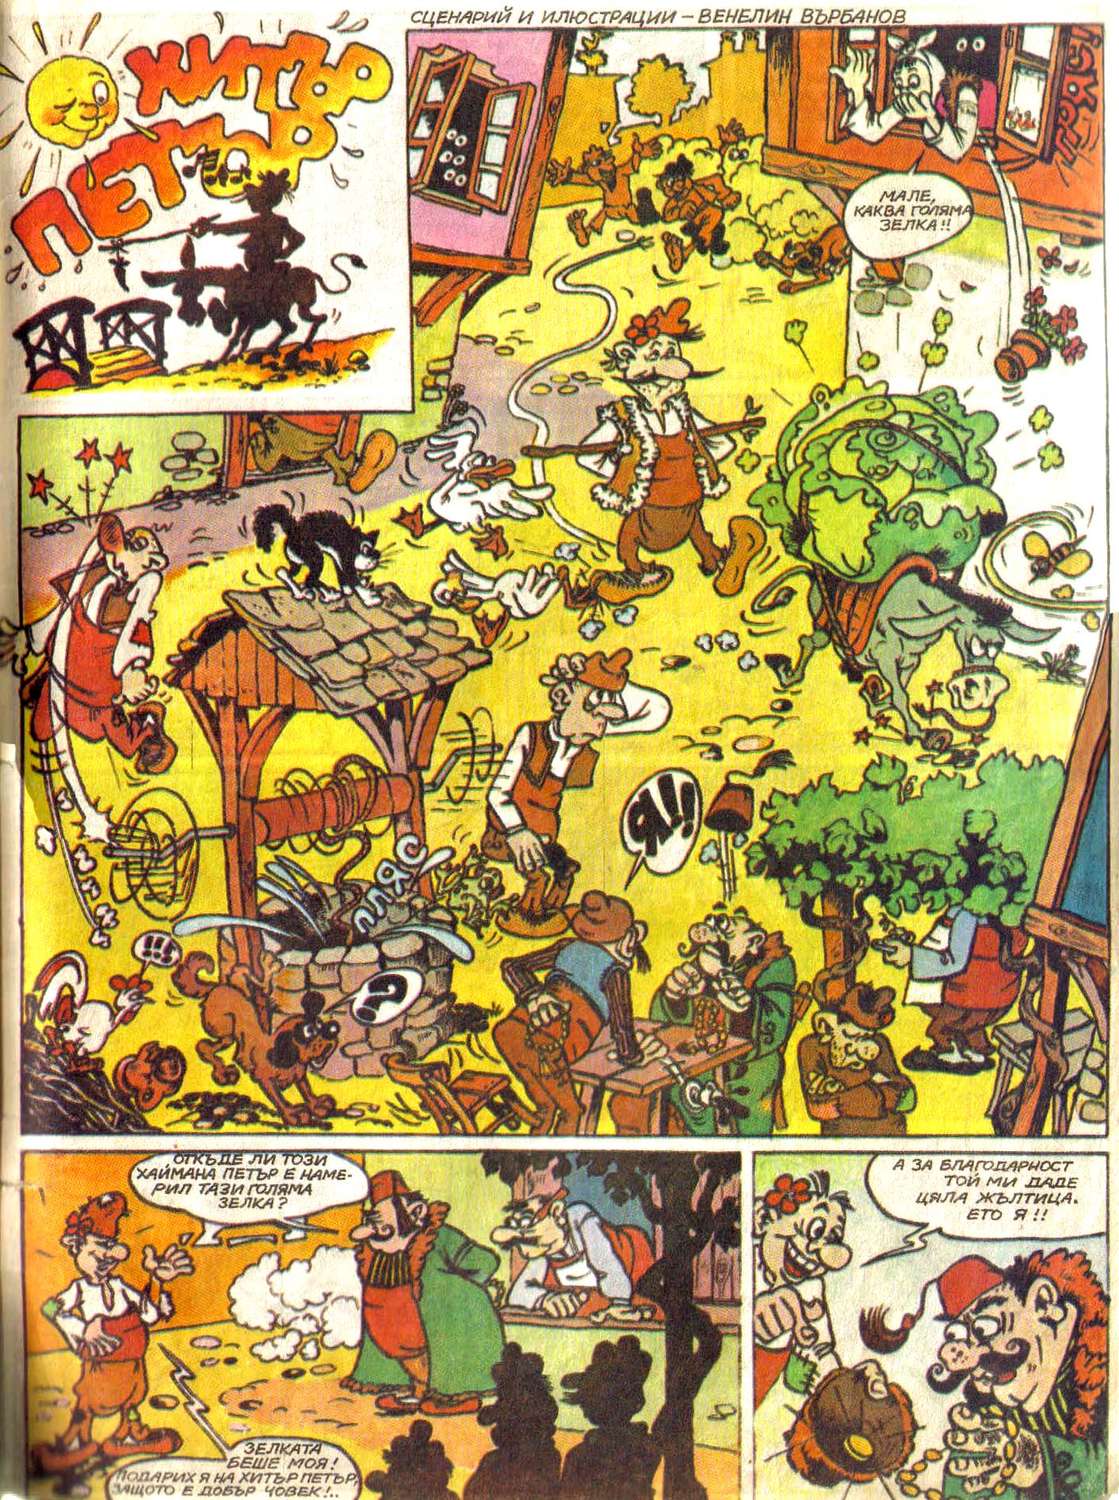 СЦЕНАРИЙ И ИЛЮСТРАЦИИ – ВЕНЕЛИН ВЪРБАНОВ
ХИТЪР
ПЕТЪР
МАЛЕ,
КАКВА ГОЛЯМА
ЗЕЛКА!!
Я!!
ПЛЯС
!!!
?!
ОТКЪДЕ ЛИ ТОЗИ
ХАЙМАНА ПЕТЪР Е НАМЕ-
РИЛ ТАЗИ ГОЛЯМА
ЗЕЛКА?
ЗЕЛКАТА
БЕШЕ МОЯ!
ПОДАРИХ Я НА ХИТЪР ПЕТЪР,
ЗАЩОТО Е ДОБЪР ЧОВЕК!..
А ЗА БЛАГОДАРНОСТ
ТОЙ МИ ДАДЕ
ЦЯЛА ЖЪЛТИЦА.
ЕТО Я!!